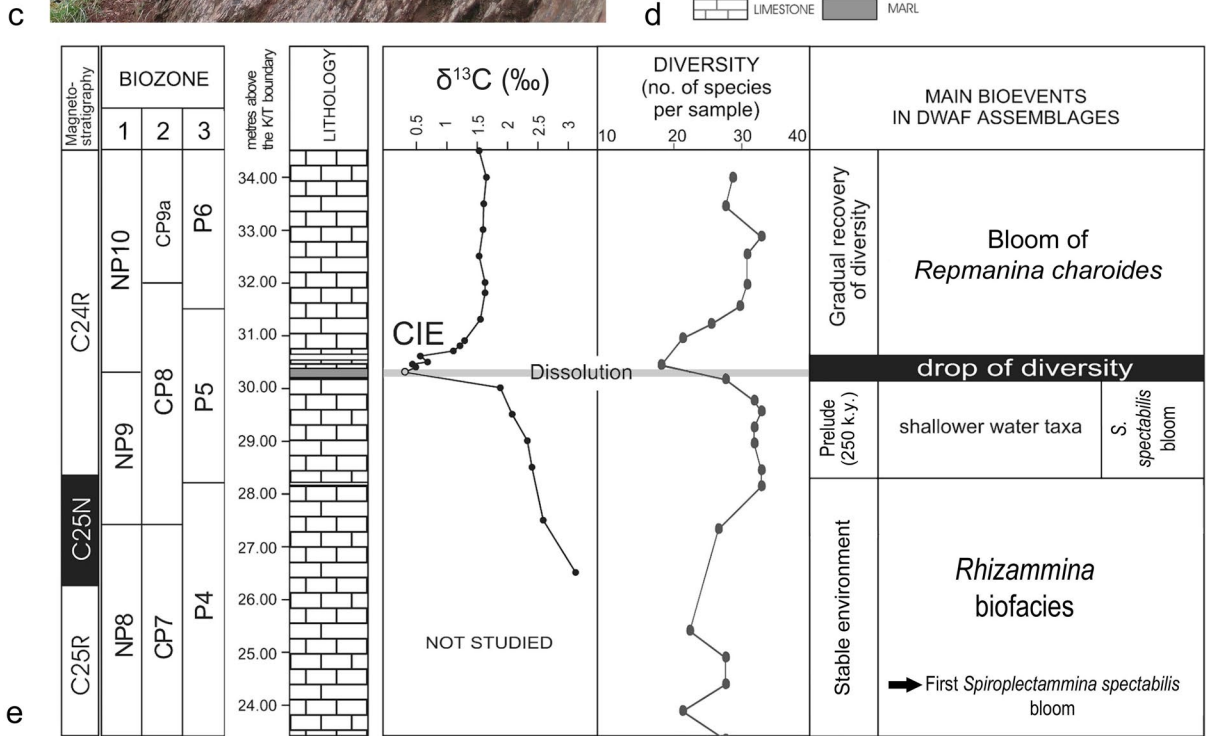 c
d
LIMESTONE
MARL
Magneto-
stratigraphy
BIOZONE
1
2
3
metres above
the K/T boundary
LITHOLOGY
δ¹³C (‰)
0.5
1
1.5
2
2.5
3
DIVERSITY
(no. of species
per sample)
10
20
30
40
MAIN BIOEVENTS
IN DWAF ASSEMBLAGES
C24R
C25N
C25R
NP10
NP9
NP8
CP9a
CP8
CP7
P6
P5
P4
34.00
33.00
32.00
31.00
30.00
29.00
28.00
27.00
26.00
25.00
24.00
CIE
Dissolution
NOT STUDIED
Gradual recovery
of diversity
Bloom of
Repmanina charoides
drop of diversity
Prelude
(250 k.y.)
shallower water taxa
S.
spectabilis
bloom
Stable environment
Rhizammina
biofacies
First Spiroplectammina spectabilis
bloom
e